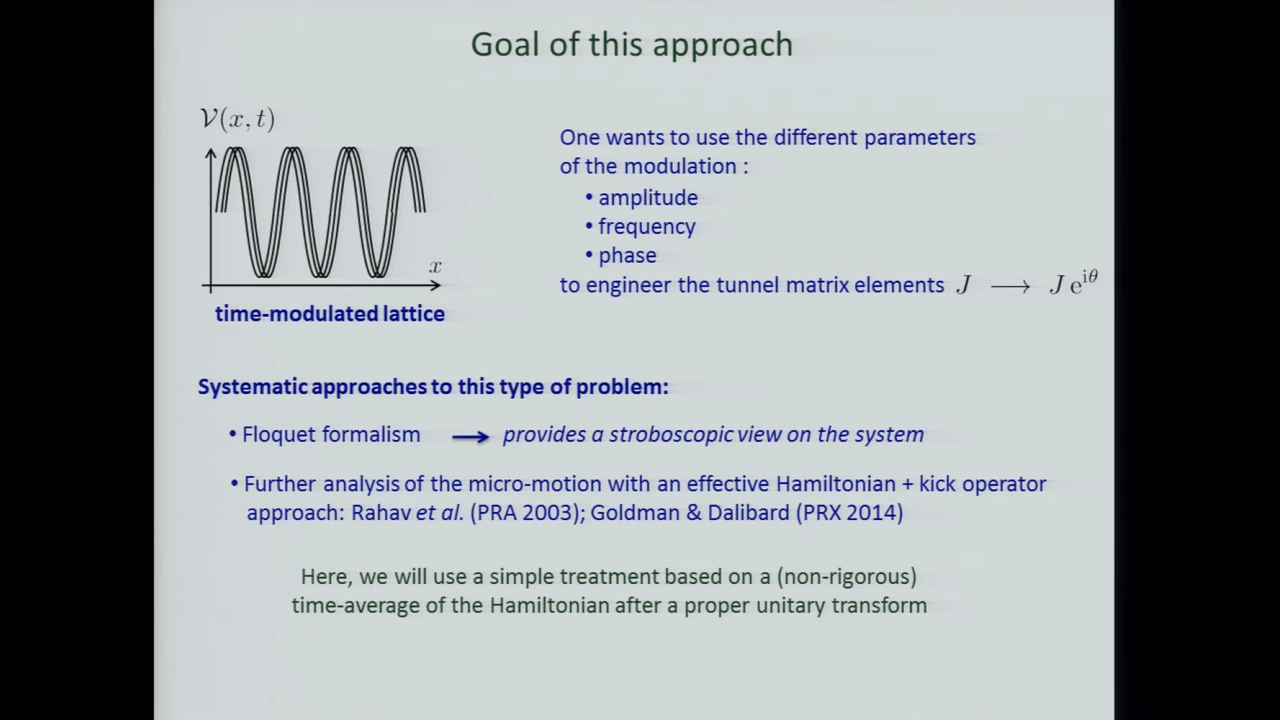 Goal of this approach
𝒱(x, t)
x
time-modulated lattice
One wants to use the different parameters
of the modulation :
• amplitude
• frequency
• phase
to engineer the tunnel matrix elements J ⟶ J e^{iθ}
Systematic approaches to this type of problem:
• Floquet formalism → provides a stroboscopic view on the system
• Further analysis of the micro-motion with an effective Hamiltonian + kick operator
approach: Rahav et al. (PRA 2003); Goldman & Dalibard (PRX 2014)
Here, we will use a simple treatment based on a (non-rigorous)
time-average of the Hamiltonian after a proper unitary transform